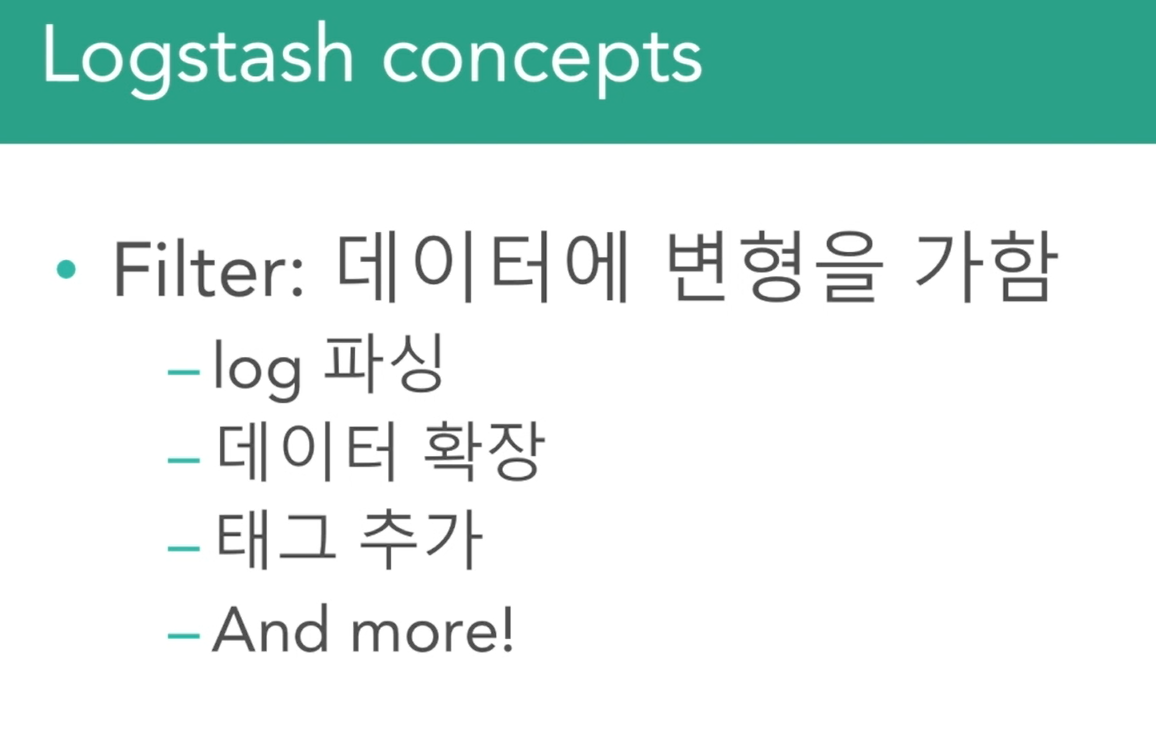 Logstash concepts
• Filter: 데이터에 변형을 가함
– log 파싱
– 데이터 확장
– 태그 추가
– And more!